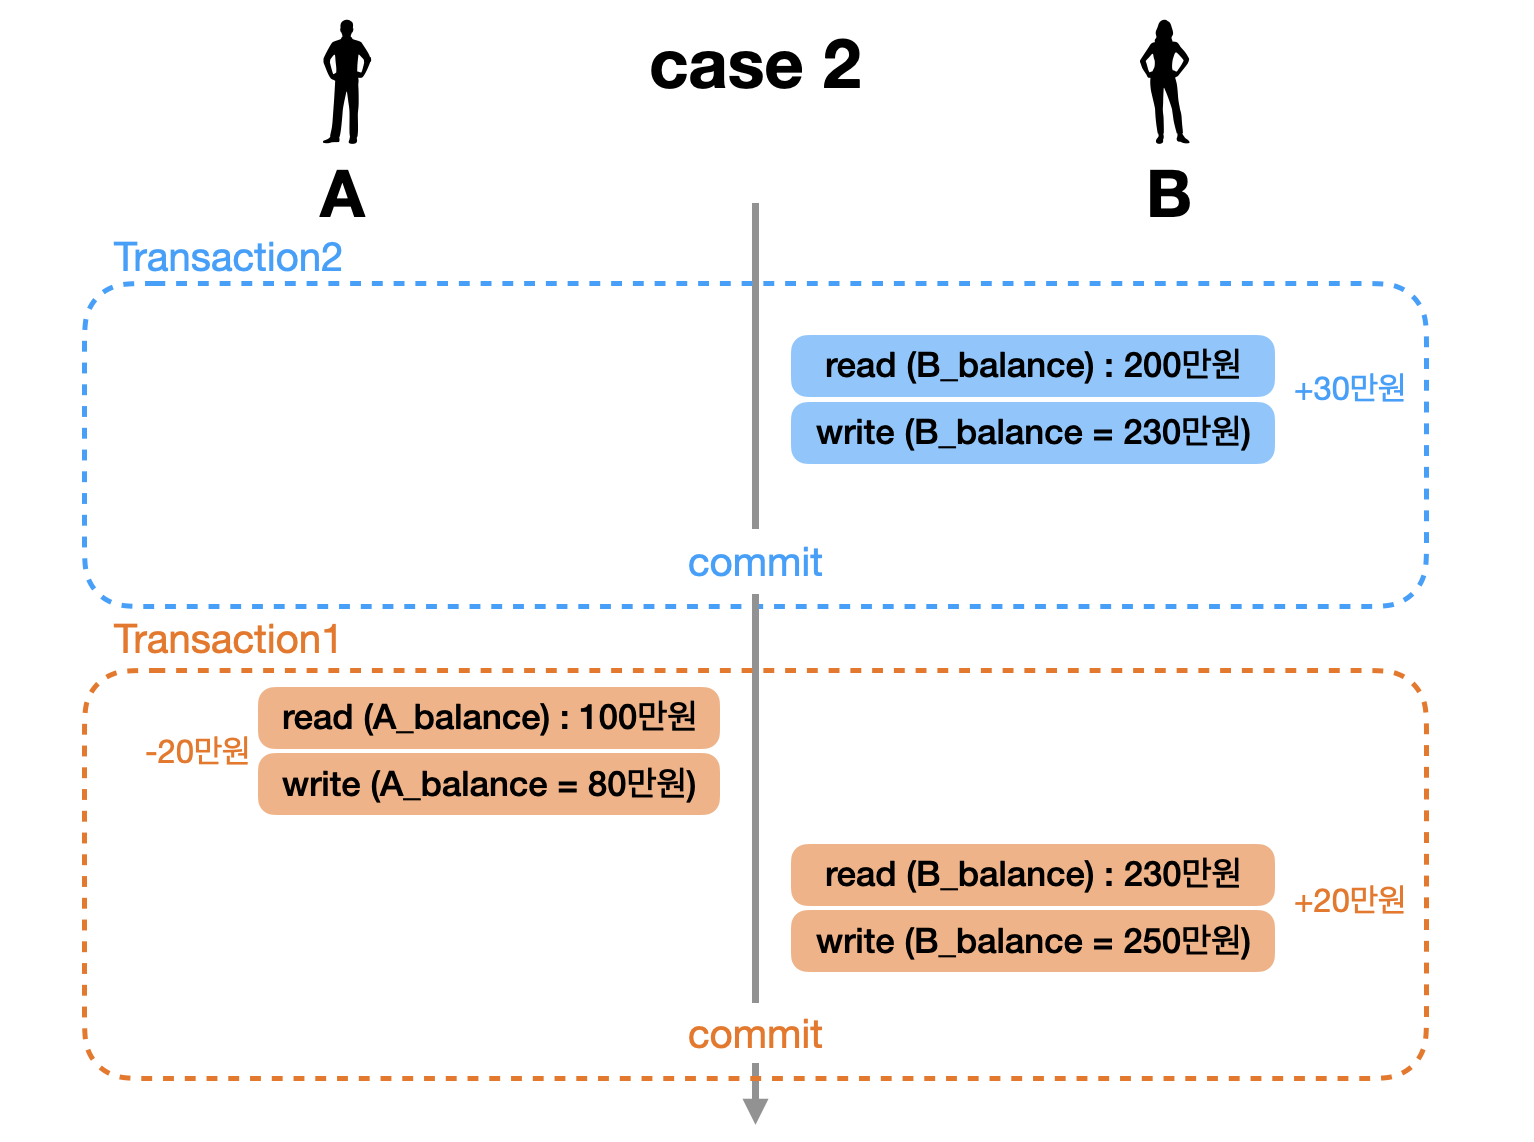 case 2
A
B
Transaction2
read (B_balance) : 200만원
+30만원
write (B_balance = 230만원)
commit
Transaction1
read (A_balance) : 100만원
-20만원
write (A_balance = 80만원)
read (B_balance) : 230만원
+20만원
write (B_balance = 250만원)
commit